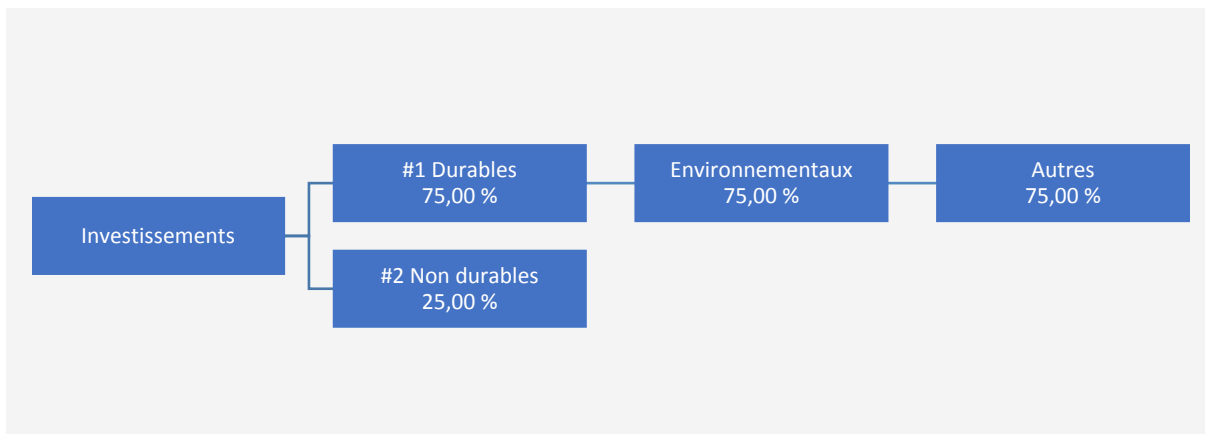 Investissements
#1 Durables
75,00 %
#2 Non durables
25,00 %
Environnementaux
75,00 %
Autres
75,00 %